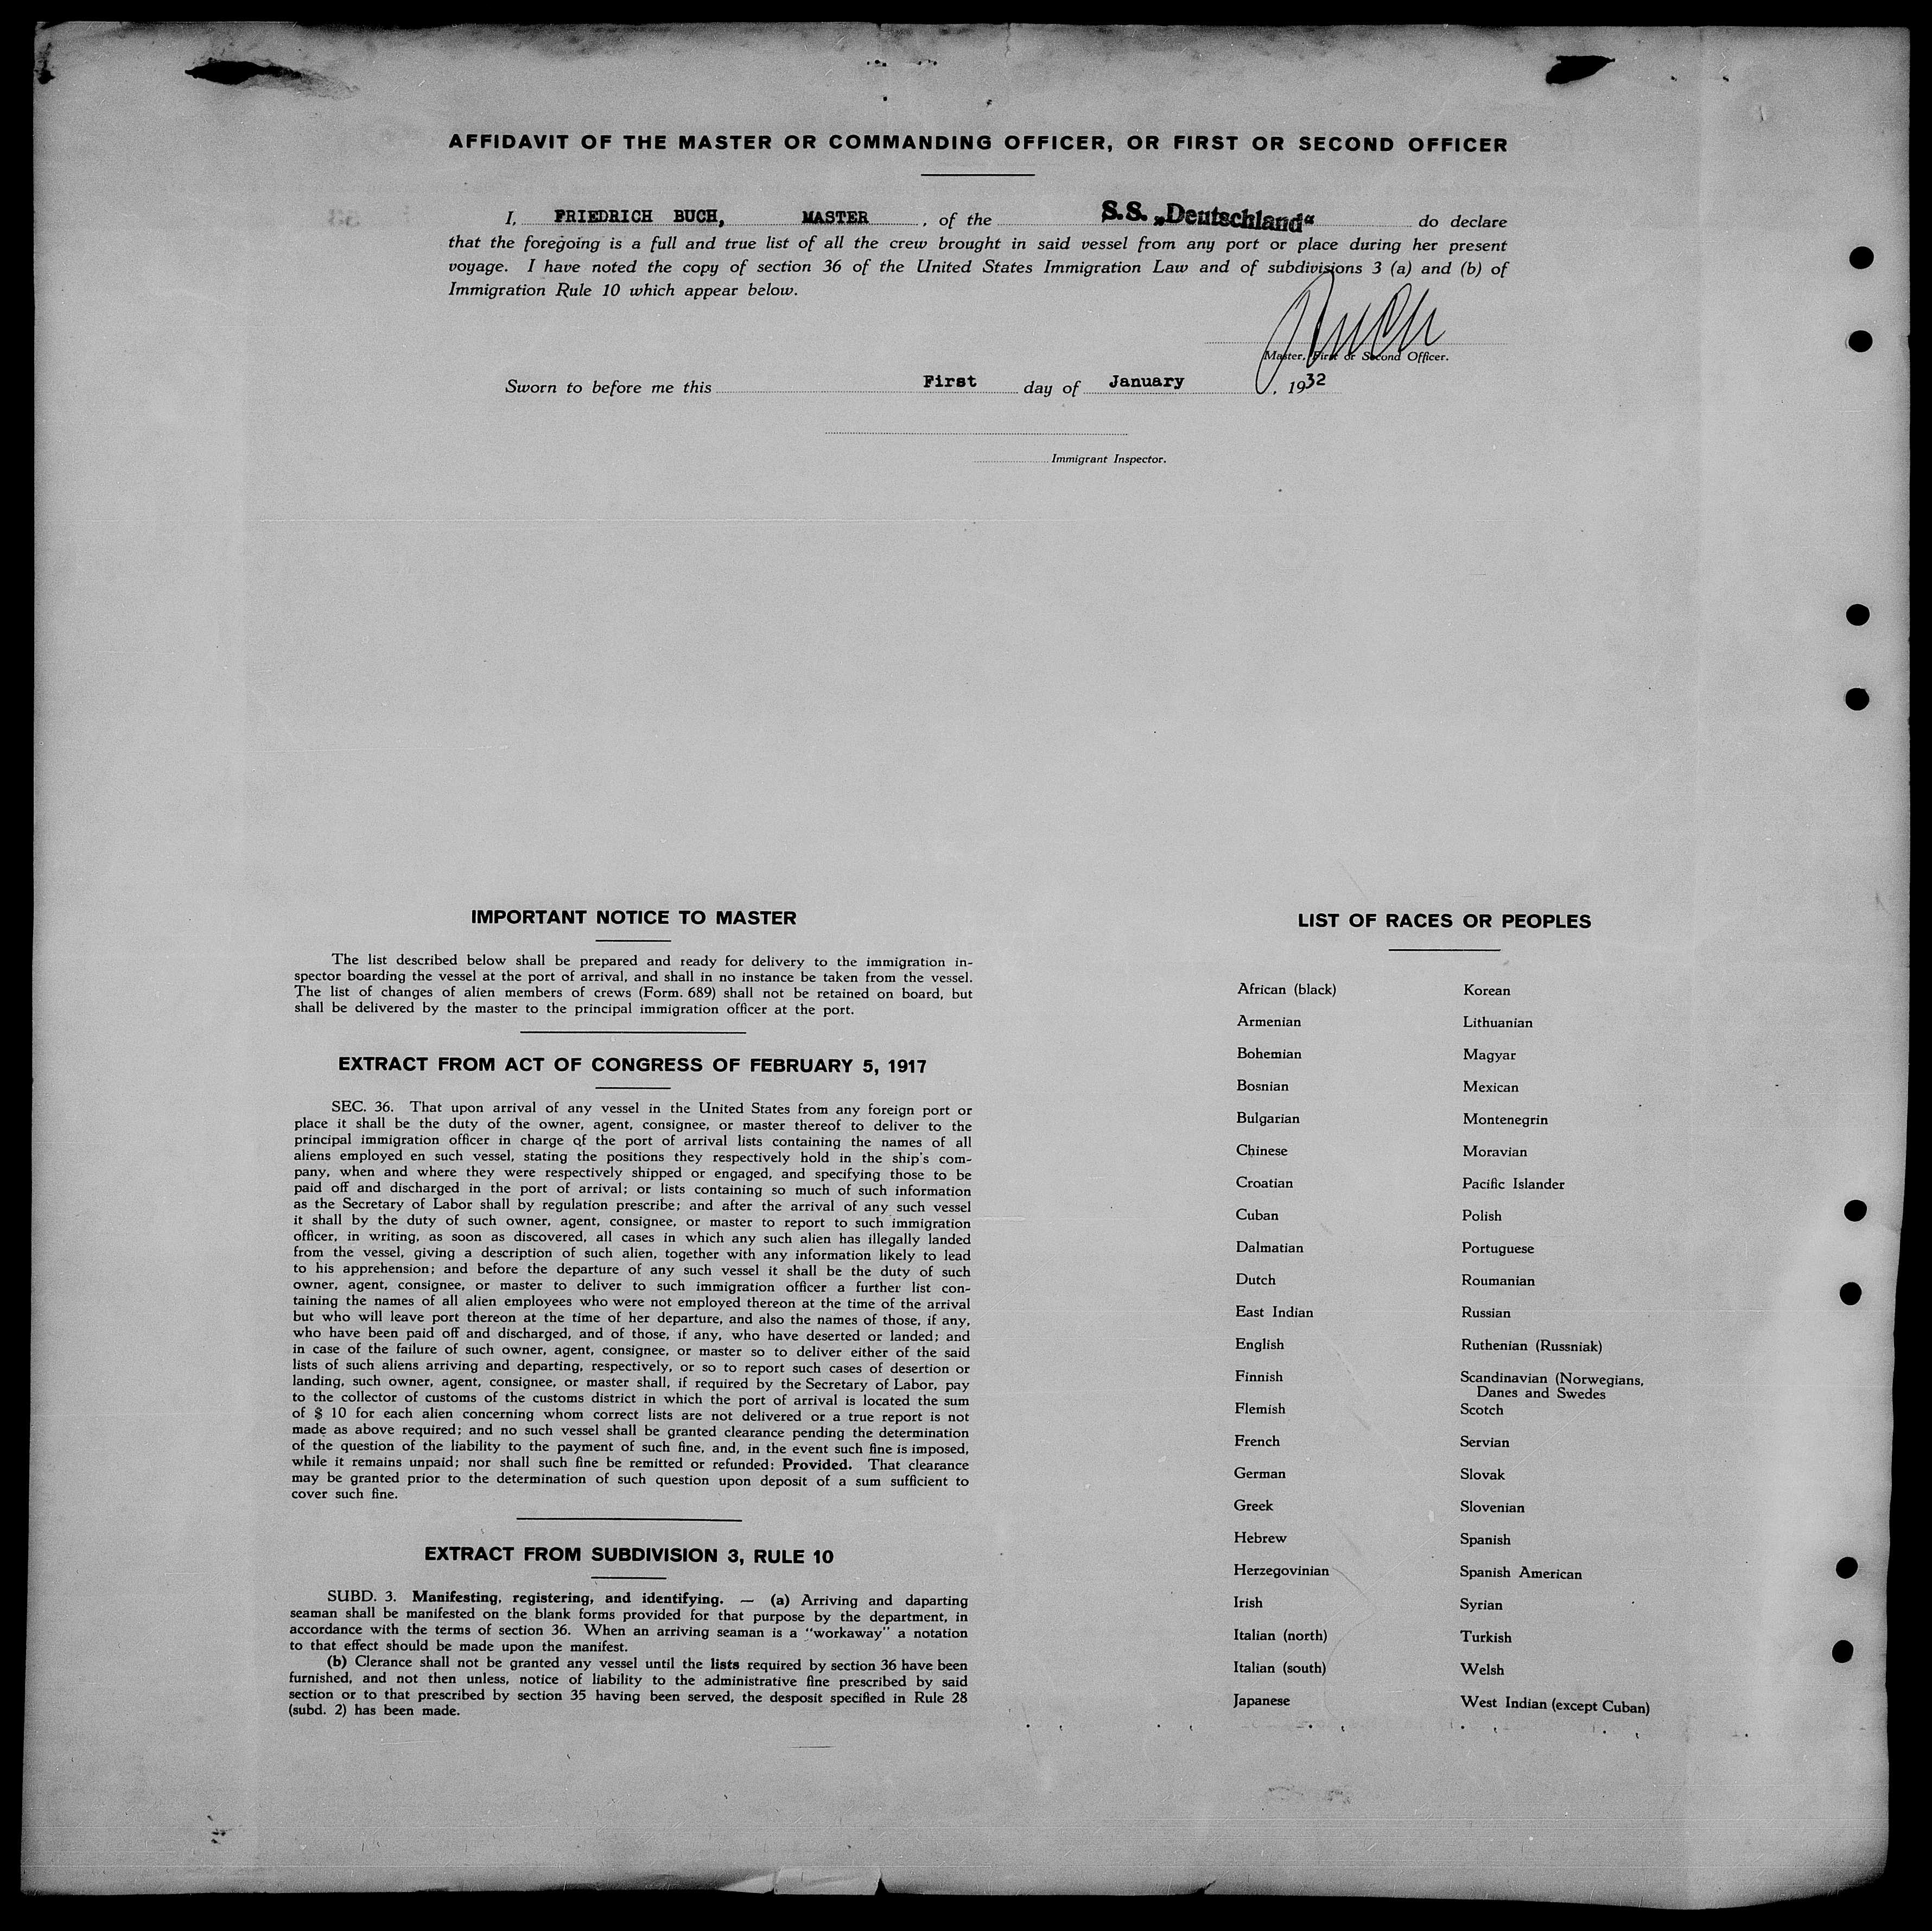 AFFIDAVIT OF THE MASTER OR COMMANDING OFFICER, OR FIRST OR SECOND OFFICER
I, FRIEDRICH BUCH, MASTER, of the S.S. „Deutschland“ do declare
that the foregoing is a full and true list of all the crew brought in said vessel from any port or place during her present
voyage. I have noted the copy of section 36 of the United States Immigration Law and of subdivisions 3 (a) and (b) of
Immigration Rule 10 which appear below.
Buch
Master, First or Second Officer.
Sworn to before me this First day of January, 1932
Immigrant Inspector.
IMPORTANT NOTICE TO MASTER
The list described below shall be prepared and ready for delivery to the immigration in-
spector boarding the vessel at the port of arrival, and shall in no instance be taken from the vessel.
The list of changes of alien members of crews (Form. 689) shall not be retained on board, but
shall be delivered by the master to the principal immigration officer at the port.
EXTRACT FROM ACT OF CONGRESS OF FEBRUARY 5, 1917
SEC. 36. That upon arrival of any vessel in the United States from any foreign port or
place it shall be the duty of the owner, agent, consignee, or master thereof to deliver to the
principal immigration officer in charge of the port of arrival lists containing the names of all
aliens employed en such vessel, stating the positions they respectively hold in the ship's com-
pany, when and where they were respectively shipped or engaged, and specifying those to be
paid off and discharged in the port of arrival; or lists containing so much of such information
as the Secretary of Labor shall by regulation prescribe; and after the arrival of any such vessel
it shall by the duty of such owner, agent, consignee, or master to report to such immigration
officer, in writing, as soon as discovered, all cases in which any such alien has illegally landed
from the vessel, giving a description of such alien, together with any information likely to lead
to his apprehension; and before the departure of any such vessel it shall be the duty of such
owner, agent, consignee, or master to deliver to such immigration officer a further list con-
taining the names of all alien employees who were not employed thereon at the time of the arrival
but who will leave port thereon at the time of her departure, and also the names of those, if any,
who have been paid off and discharged, and of those, if any, who have deserted or landed; and
in case of the failure of such owner, agent, consignee, or master so to deliver either of the said
lists of such aliens arriving and departing, respectively, or so to report such cases of desertion or
landing, such owner, agent, consignee, or master shall, if required by the Secretary of Labor, pay
to the collector of customs of the customs district in which the port of arrival is located the sum
of $ 10 for each alien concerning whom correct lists are not delivered or a true report is not
made as above required; and no such vessel shall be granted clearance pending the determination
of the question of the liability to the payment of such fine, and, in the event such fine is imposed,
while it remains unpaid; nor shall such fine be remitted or refunded: Provided. That clearance
may be granted prior to the determination of such question upon deposit of a sum sufficient to
cover such fine.
EXTRACT FROM SUBDIVISION 3, RULE 10
SUBD. 3. Manifesting, registering, and identifying. — (a) Arriving and daparting
seaman shall be manifested on the blank forms provided for that purpose by the department, in
accordance with the terms of section 36. When an arriving seaman is a "workaway" a notation
to that effect should be made upon the manifest.
(b) Clerance shall not be granted any vessel until the lists required by section 36 have been
furnished, and not then unless, notice of liability to the administrative fine prescribed by said
section or to that prescribed by section 35 having been served, the desposit specified in Rule 28
(subd. 2) has been made.
LIST OF RACES OR PEOPLES
African (black)
Armenian
Bohemian
Bosnian
Bulgarian
Chinese
Croatian
Cuban
Dalmatian
Dutch
East Indian
English
Finnish
Flemish
French
German
Greek
Hebrew
Herzegovinian
Irish
Italian (north)
Italian (south)
Japanese
Korean
Lithuanian
Magyar
Mexican
Montenegrin
Moravian
Pacific Islander
Polish
Portuguese
Roumanian
Russian
Ruthenian (Russniak)
Scandinavian (Norwegians,
Danes and Swedes
Scotch
Servian
Slovak
Slovenian
Spanish
Spanish American
Syrian
Turkish
Welsh
West Indian (except Cuban)